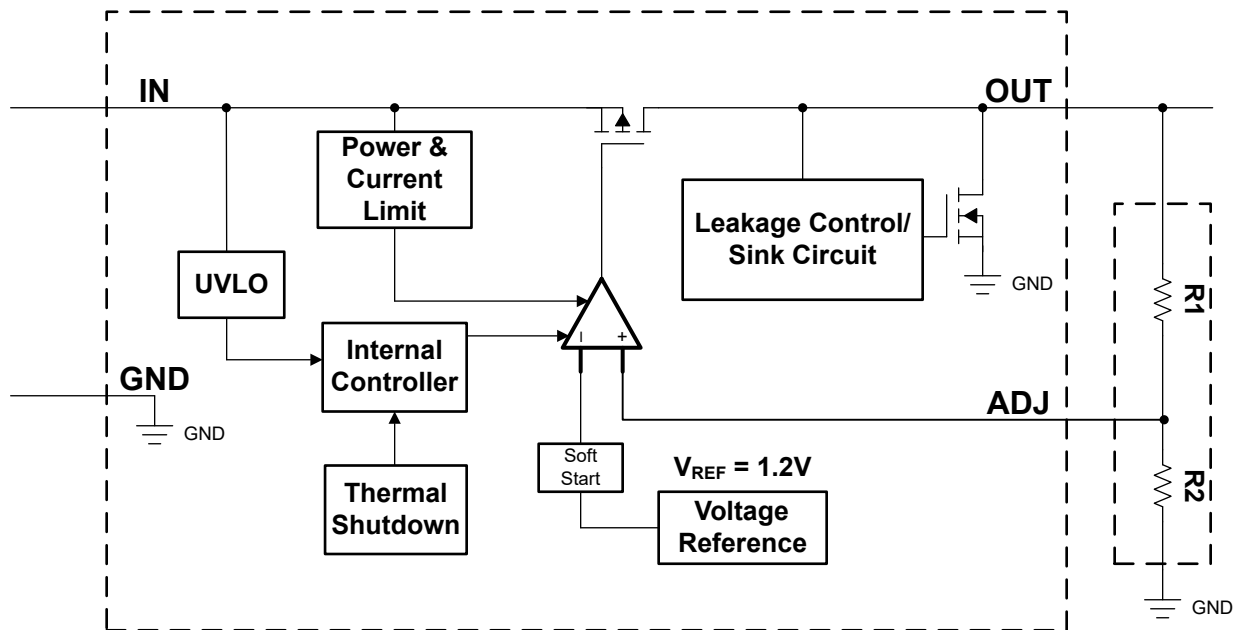 IN
OUT
Power &
Current
Limit
Leakage Control/
Sink Circuit
GND
UVLO
R1
Internal
Controller
- +
GND
GND
ADJ
Soft
Start
V_REF = 1.2V
R2
Thermal
Shutdown
Voltage
Reference
GND